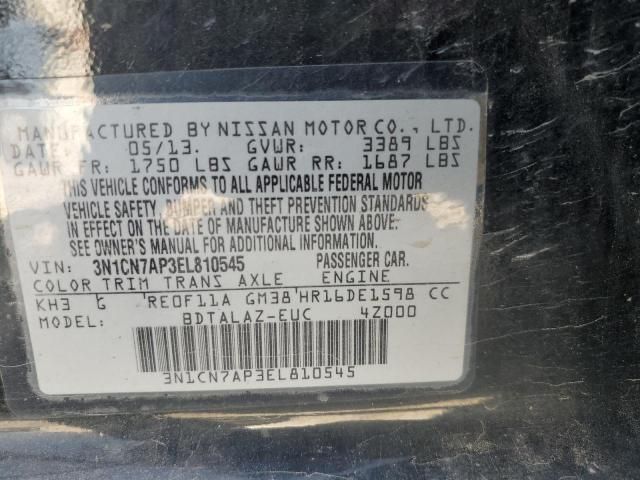 MANUFACTURED BY NISSAN MOTOR CO., LTD.
DATE 05/13. GVWR: 3389 LBS
GAWR FR: 1750 LBS GAWR RR: 1687 LBS
THIS VEHICLE CONFORMS TO ALL APPLICABLE FEDERAL MOTOR
VEHICLE SAFETY, BUMPER AND THEFT PREVENTION STANDARDS
IN EFFECT ON THE DATE OF MANUFACTURE SHOWN ABOVE.
SEE OWNER'S MANUAL FOR ADDITIONAL INFORMATION.
VIN: 3N1CN7AP3EL810545 PASSENGER CAR.
COLOR TRIM TRANS AXLE ENGINE
KH3 G RE0F11A GM38 HR16DE1598 CC
MODEL: BDTALAZ-EUC 4Z000
3N1CN7AP3EL810545